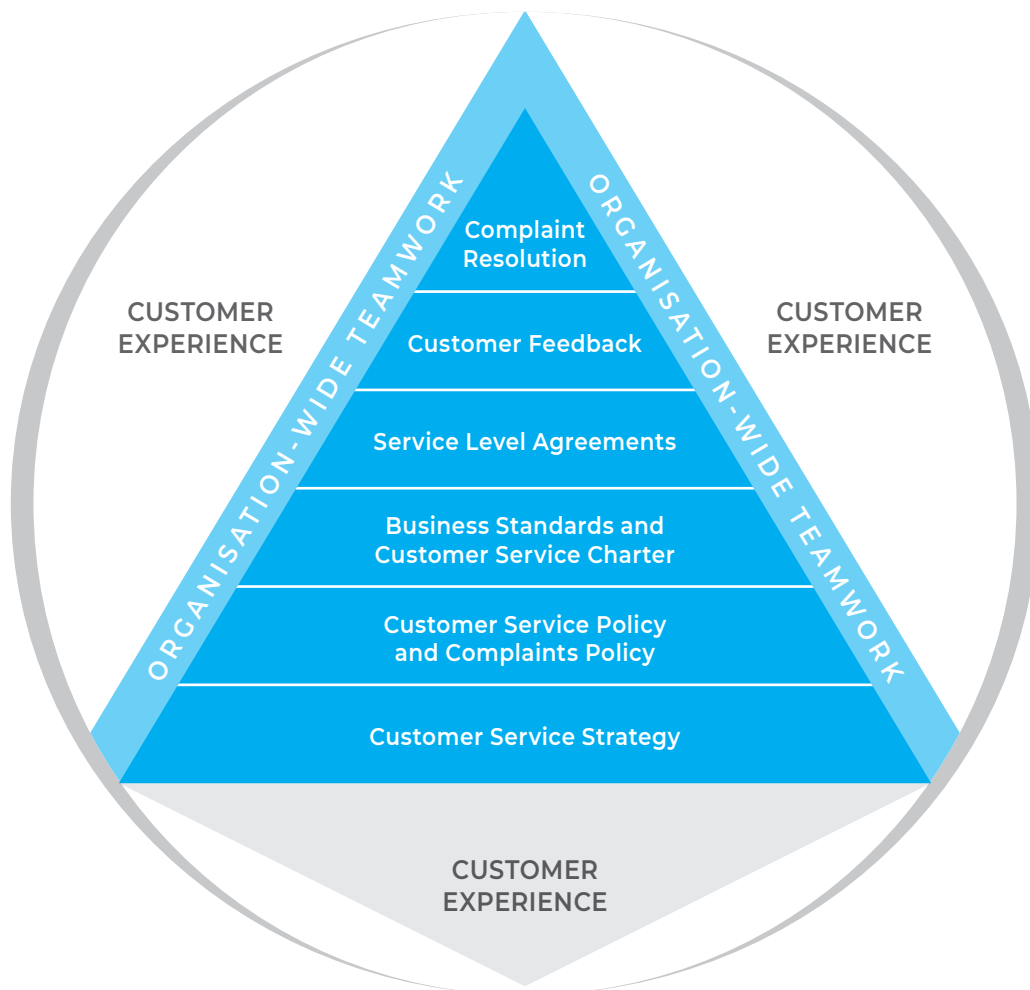 Complaint
Resolution
Customer Feedback
Service Level Agreements
Business Standards and
Customer Service Charter
Customer Service Policy
and Complaints Policy
Customer Service Strategy
ORGANISATION-WIDE TEAMWORK
ORGANISATION-WIDE TEAMWORK
CUSTOMER
EXPERIENCE
CUSTOMER
EXPERIENCE
CUSTOMER
EXPERIENCE